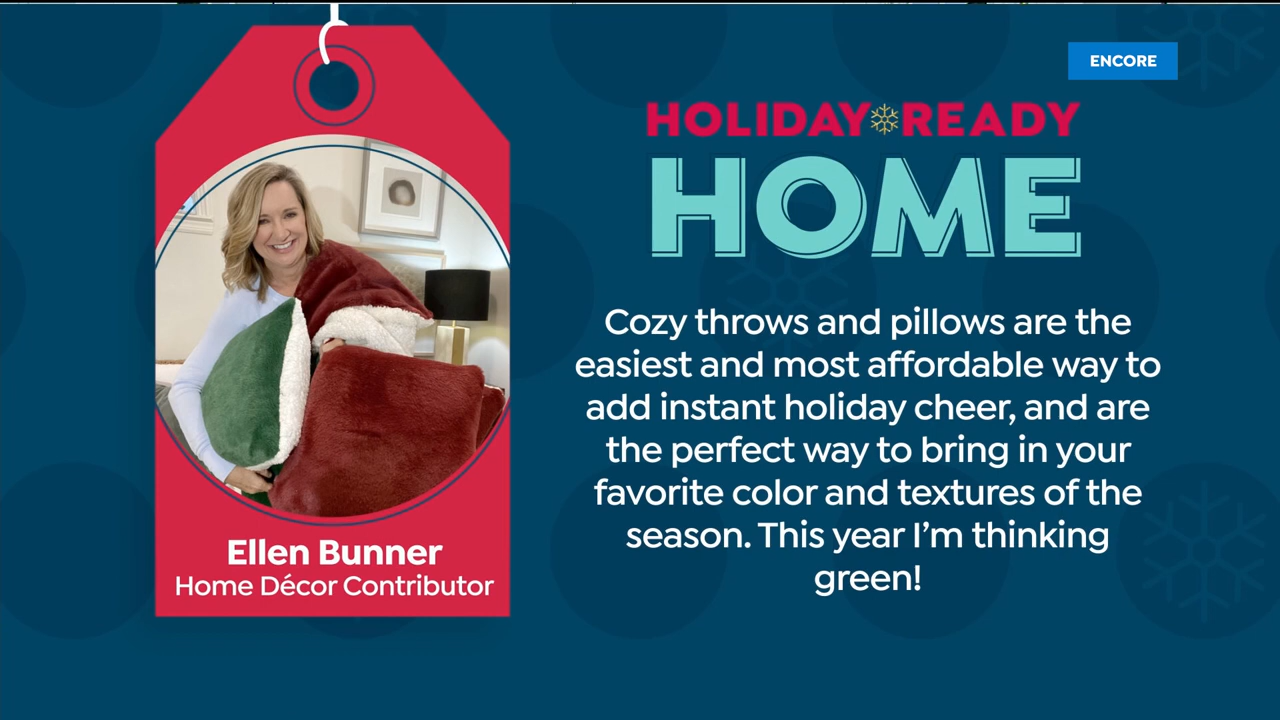 ENCORE
HOLIDAY READY
HOME
Cozy throws and pillows are the
easiest and most affordable way to
add instant holiday cheer, and are
the perfect way to bring in your
favorite color and textures of the
season. This year I’m thinking
green!
Ellen Bunner
Home Décor Contributor